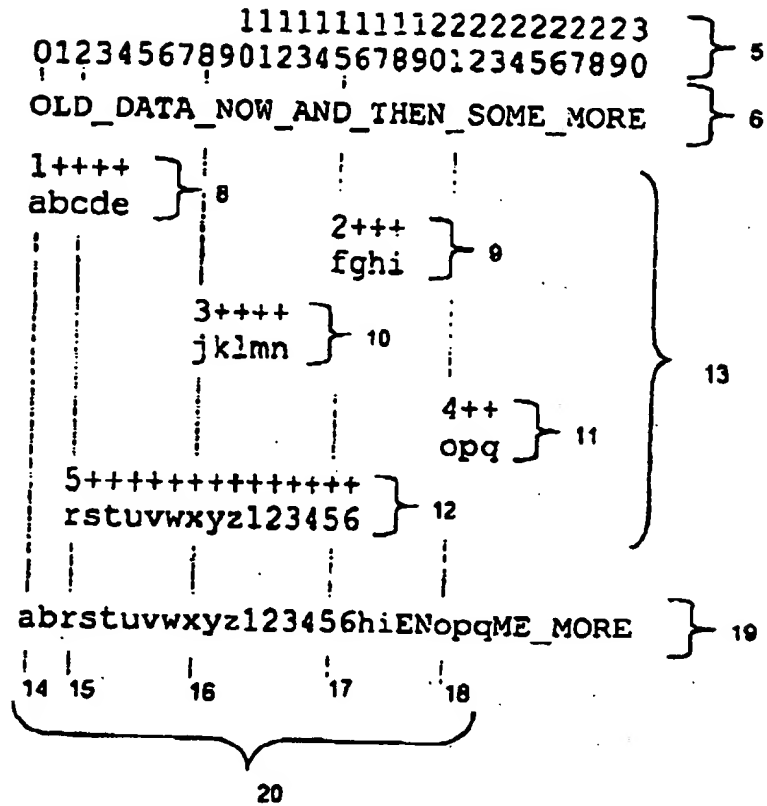 111111111122222222223
0123456789012345678901234567890
5
OLD_DATA_NOW_AND_THEN_SOME_MORE
6
1++++
abcde
8
2+++
fghi
9
3++++
jklmn
10
13
4++
opq
11
5++++++++++++++
rstuvwxyz123456
12
abrstuvwxyz123456hiENopqME_MORE
19
14 15 16 17 18
20